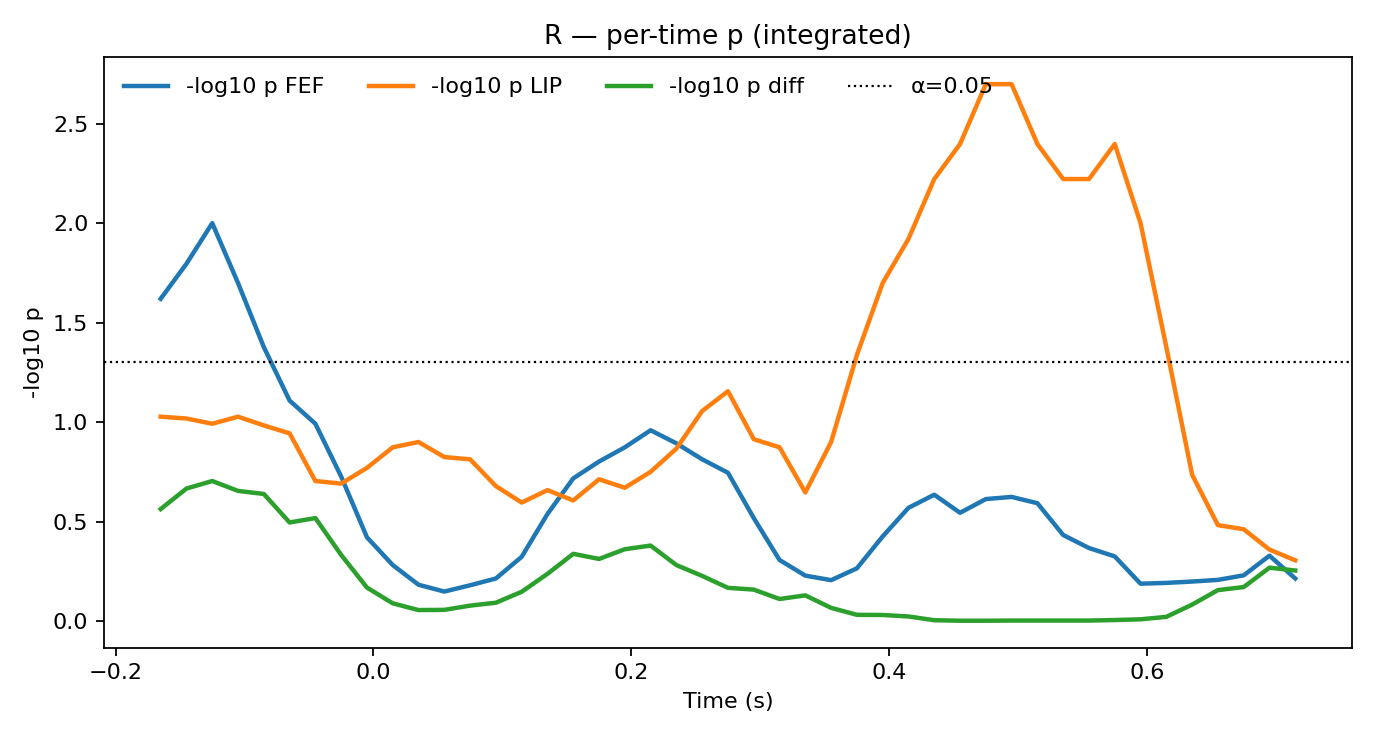 R — per-time p (integrated)
-log10 p FEF -log10 p LIP -log10 p diff α=0.05
-log10 p
2.5
2.0
1.5
1.0
0.5
0.0
−0.2 0.0 0.2 0.4 0.6
Time (s)